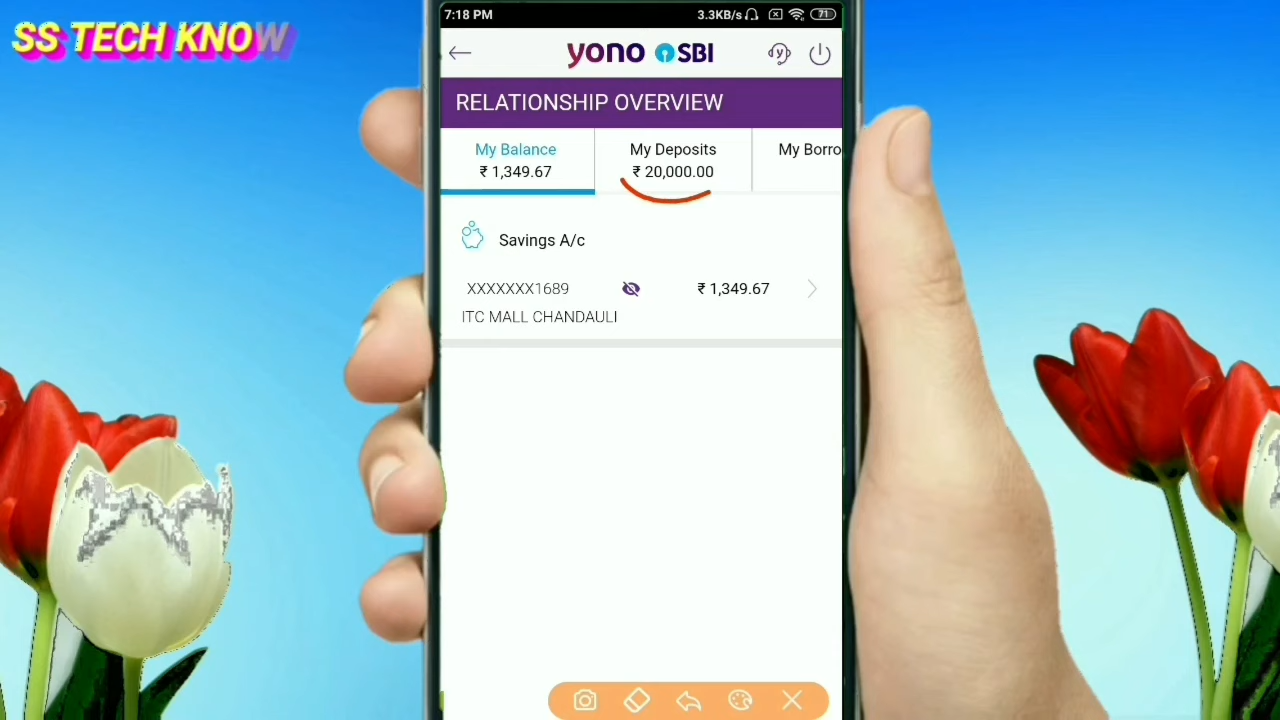 SS TECH KNOW
7:18 PM 3.3KB/s 71
yono SBI
RELATIONSHIP OVERVIEW
My Balance My Deposits My Borro
₹ 1,349.67 ₹ 20,000.00
Savings A/c
XXXXXXX1689 ₹ 1,349.67
ITC MALL CHANDAULI